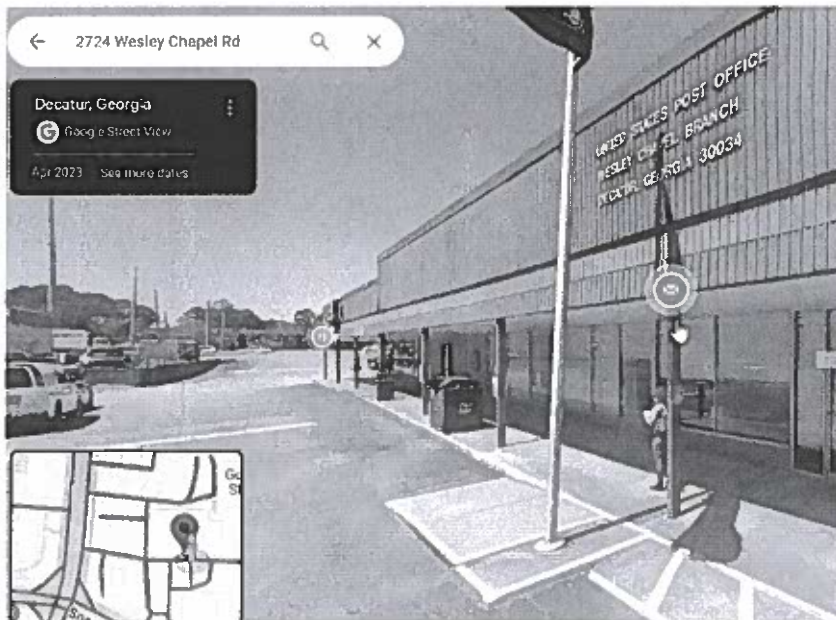 2724 Wesley Chapel Rd
Decatur, Georgia
Google Street View
Apr 2023 See more dates
UNITED STATES POST OFFICE
WESLEY CHAPEL BRANCH
DECATUR, GEORGIA 30034